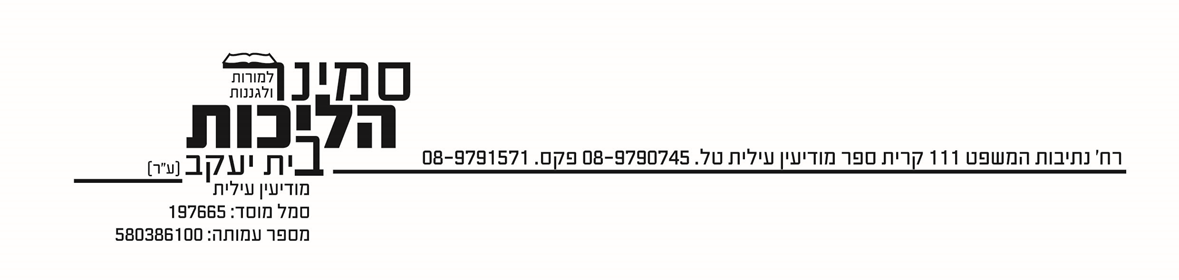 סמינר
למורות
ולגננות
הליכות
בית יעקב (ע"ר)
מודיעין עילית
סמל מוסד: 197665
מספר עמותה: 580386100
רח' נתיבות המשפט 111 קרית ספר מודיעין עילית טל. 08-9790745 פקס. 08-9791571